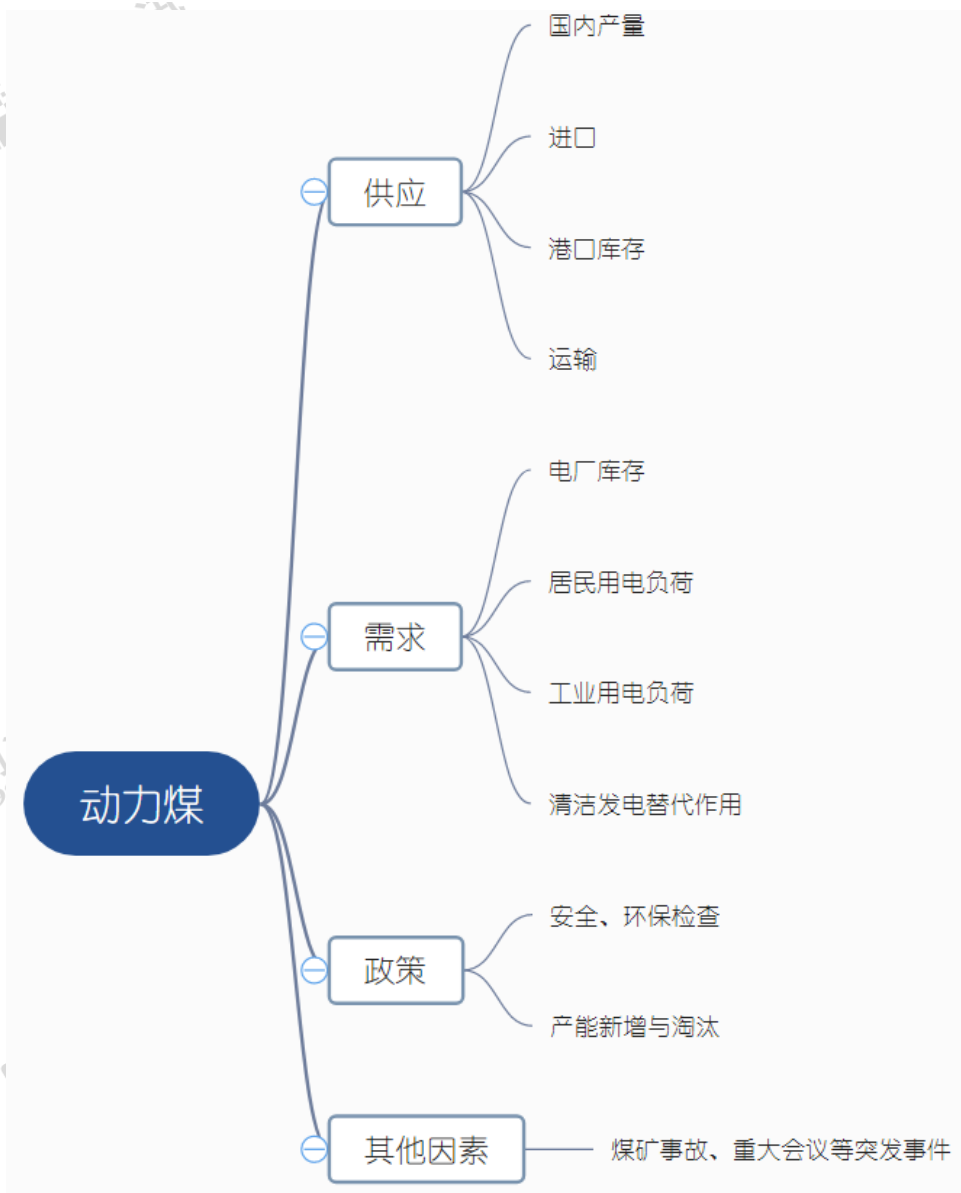 国内产量
进口
供应
港口库存
运输
电厂库存
居民用电负荷
需求
工业用电负荷
动力煤
清洁发电替代作用
安全、环保检查
政策
产能新增与淘汰
其他因素
煤矿事故、重大会议等突发事件